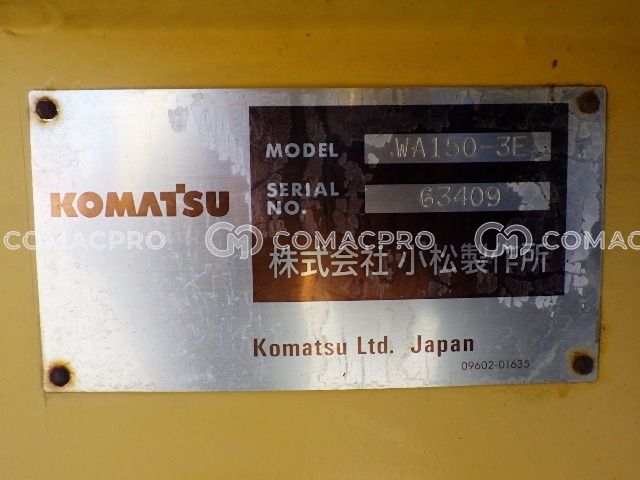 KOMATSU
MODEL WA150-3E
SERIAL NO. 63409
COMACPRO COMACPRO COMACPRO
株式会社 小松製作所
Komatsu Ltd. Japan
09602-01635